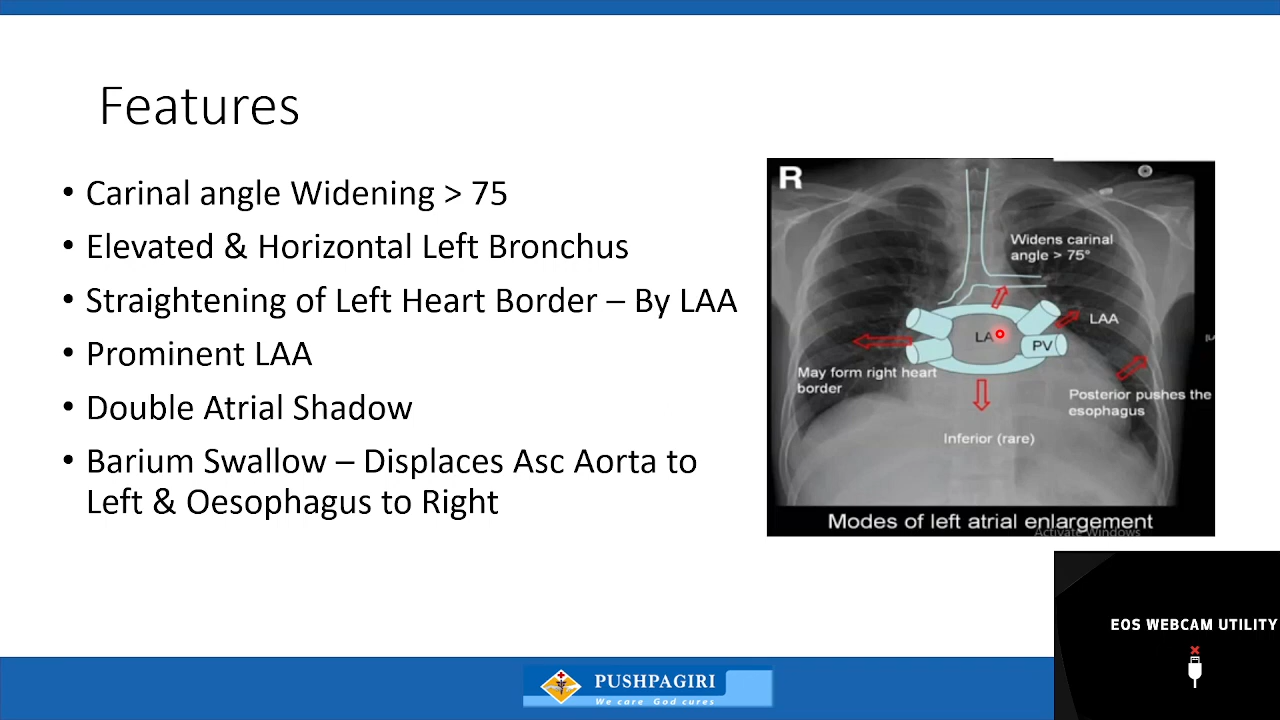 Features
• Carinal angle Widening > 75
• Elevated & Horizontal Left Bronchus
• Straightening of Left Heart Border – By LAA
• Prominent LAA
• Double Atrial Shadow
• Barium Swallow – Displaces Asc Aorta to
Left & Oesophagus to Right
R
Widens carinal
angle > 75°
LAA
LA
PV
May form right heart
border
Posterior pushes the
esophagus
Inferior (rare)
Modes of left atrial enlargement
Activate Windows
EOS WEBCAM UTILITY
PUSHPAGIRI
We care God cures